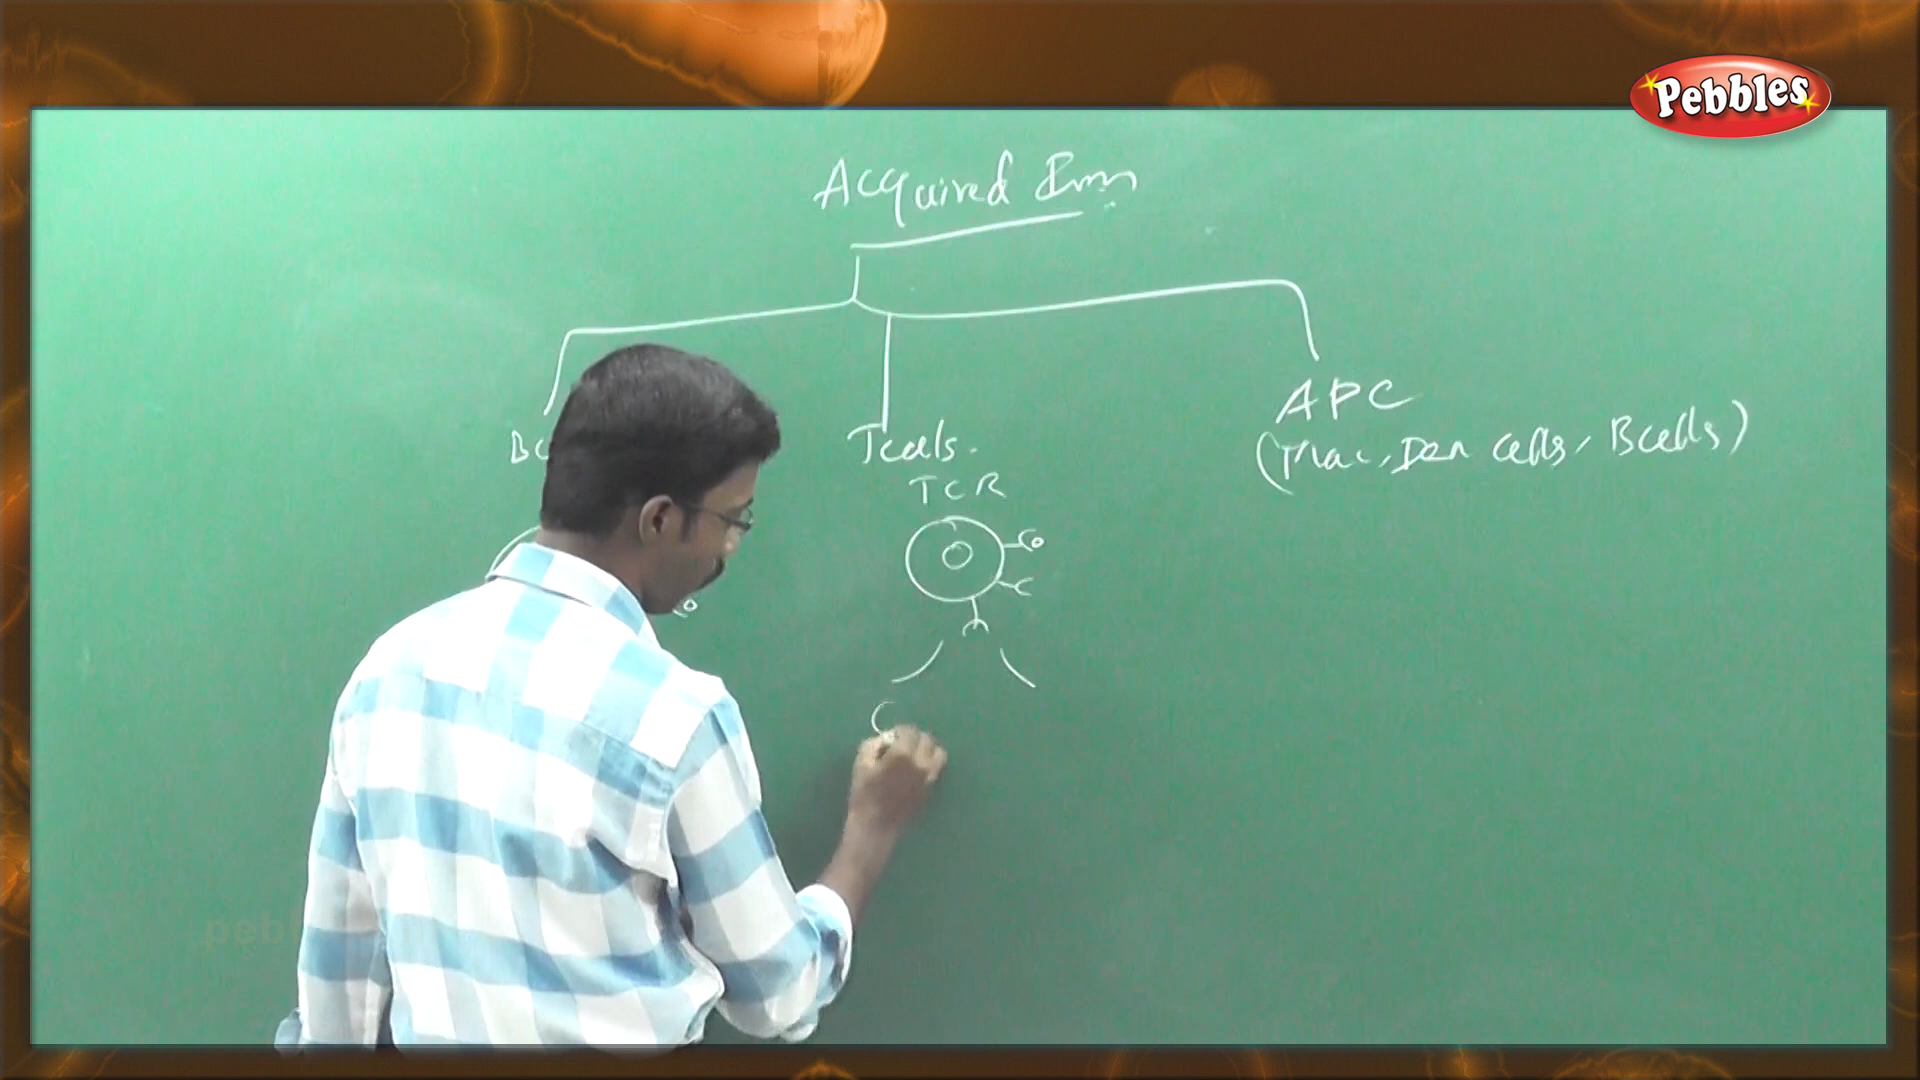 Pebbles
Acquired Imm
Tcells.
TCR
APC
(Mac, Den cells, Bcells)
C